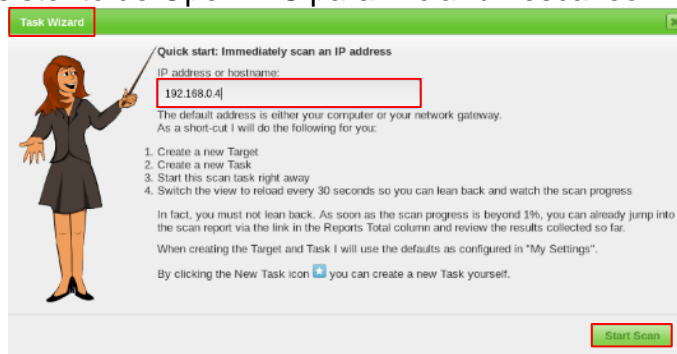 Task Wizard
Quick start: Immediately scan an IP address
IP address or hostname:
192.168.0.4
The default address is either your computer or your network gateway.
As a short-cut I will do the following for you:
1. Create a new Target
2. Create a new Task
3. Start this scan task right away
4. Switch the view to reload every 30 seconds so you can lean back and watch the scan progress
In fact, you must not lean back. As soon as the scan progress is beyond 1%, you can already jump into
the scan report via the link in the Reports Total column and review the results collected so far.
When creating the Target and Task I will use the defaults as configured in "My Settings".
By clicking the New Task icon you can create a new Task yourself.
Start Scan